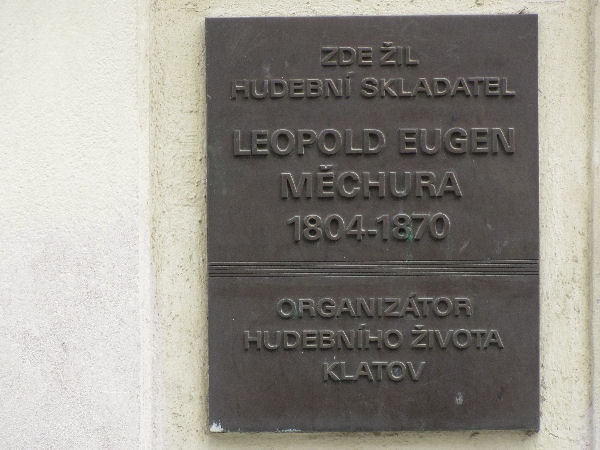 ZDE ŽIL
HUDEBNÍ SKLADATEL
LEOPOLD EUGEN
MĚCHURA
1804-1870
ORGANIZÁTOR
HUDEBNÍHO ŽIVOTA
KLATOV